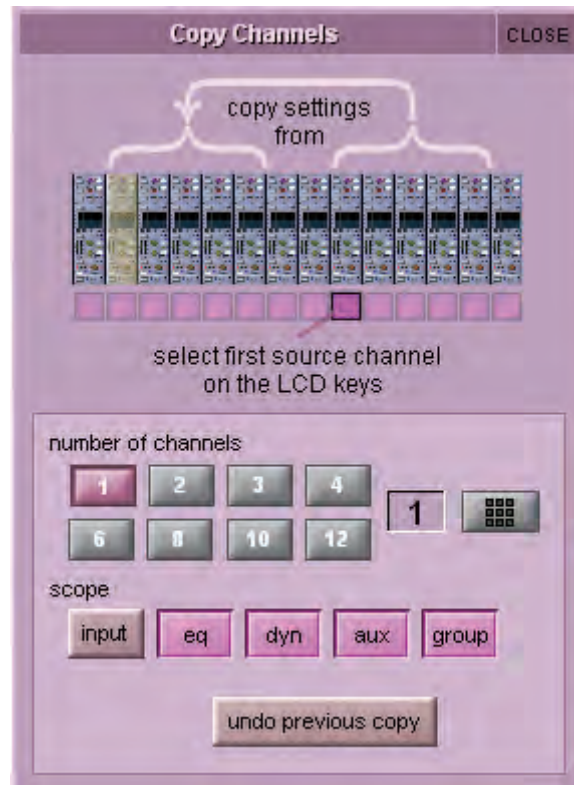 Copy Channels CLOSE
copy settings
from
select first source channel
on the LCD keys
number of channels
1 2 3 4
1
6 8 10 12
scope
input eq dyn aux group
undo previous copy